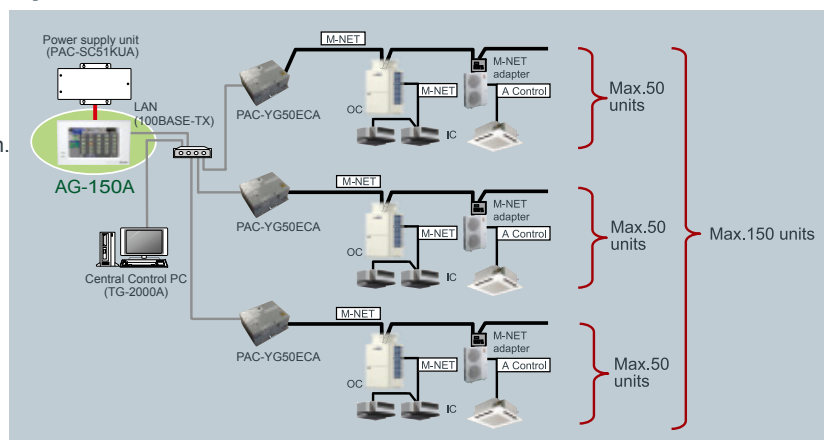 Power supply unit
(PAC-SC51KUA)
LAN
(100BASE-TX)
n.
AG-150A
Central Control PC
(TG-2000A)
PAC-YG50ECA
M-NET
OC
M-NET
IC
M-NET
adapter
A Control
Max.50
units
PAC-YG50ECA
M-NET
OC
M-NET
IC
M-NET
adapter
A Control
Max.50
units
PAC-YG50ECA
M-NET
OC
M-NET
IC
M-NET
adapter
A Control
Max.50
units
Max.150 units